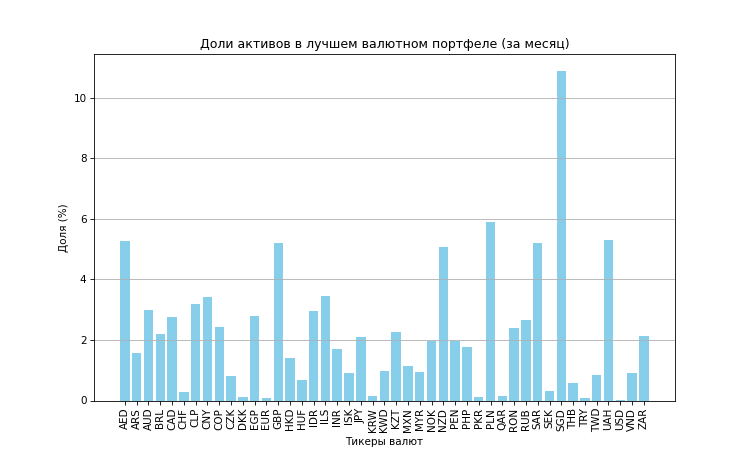 Доли активов в лучшем валютном портфеле (за месяц)
Доля (%)
10
8
6
4
2
0
AED
ARS
AUD
BRL
CAD
CHF
CLP
CNY
COP
CZK
DKK
EGP
EUR
GBP
HKD
HUF
IDR
ILS
INR
ISK
JPY
KRW
KWD
KZT
MXN
MYR
NOK
NZD
PEN
PHP
PKR
PLN
QAR
RON
RUB
SAR
SEK
SGD
THB
TRY
TWD
UAH
USD
VND
ZAR
Тикеры валют